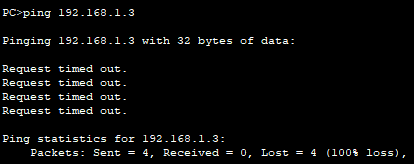 PC>ping 192.168.1.3
Pinging 192.168.1.3 with 32 bytes of data:
Request timed out.
Request timed out.
Request timed out.
Request timed out.
Ping statistics for 192.168.1.3:
Packets: Sent = 4, Received = 0, Lost = 4 (100% loss),